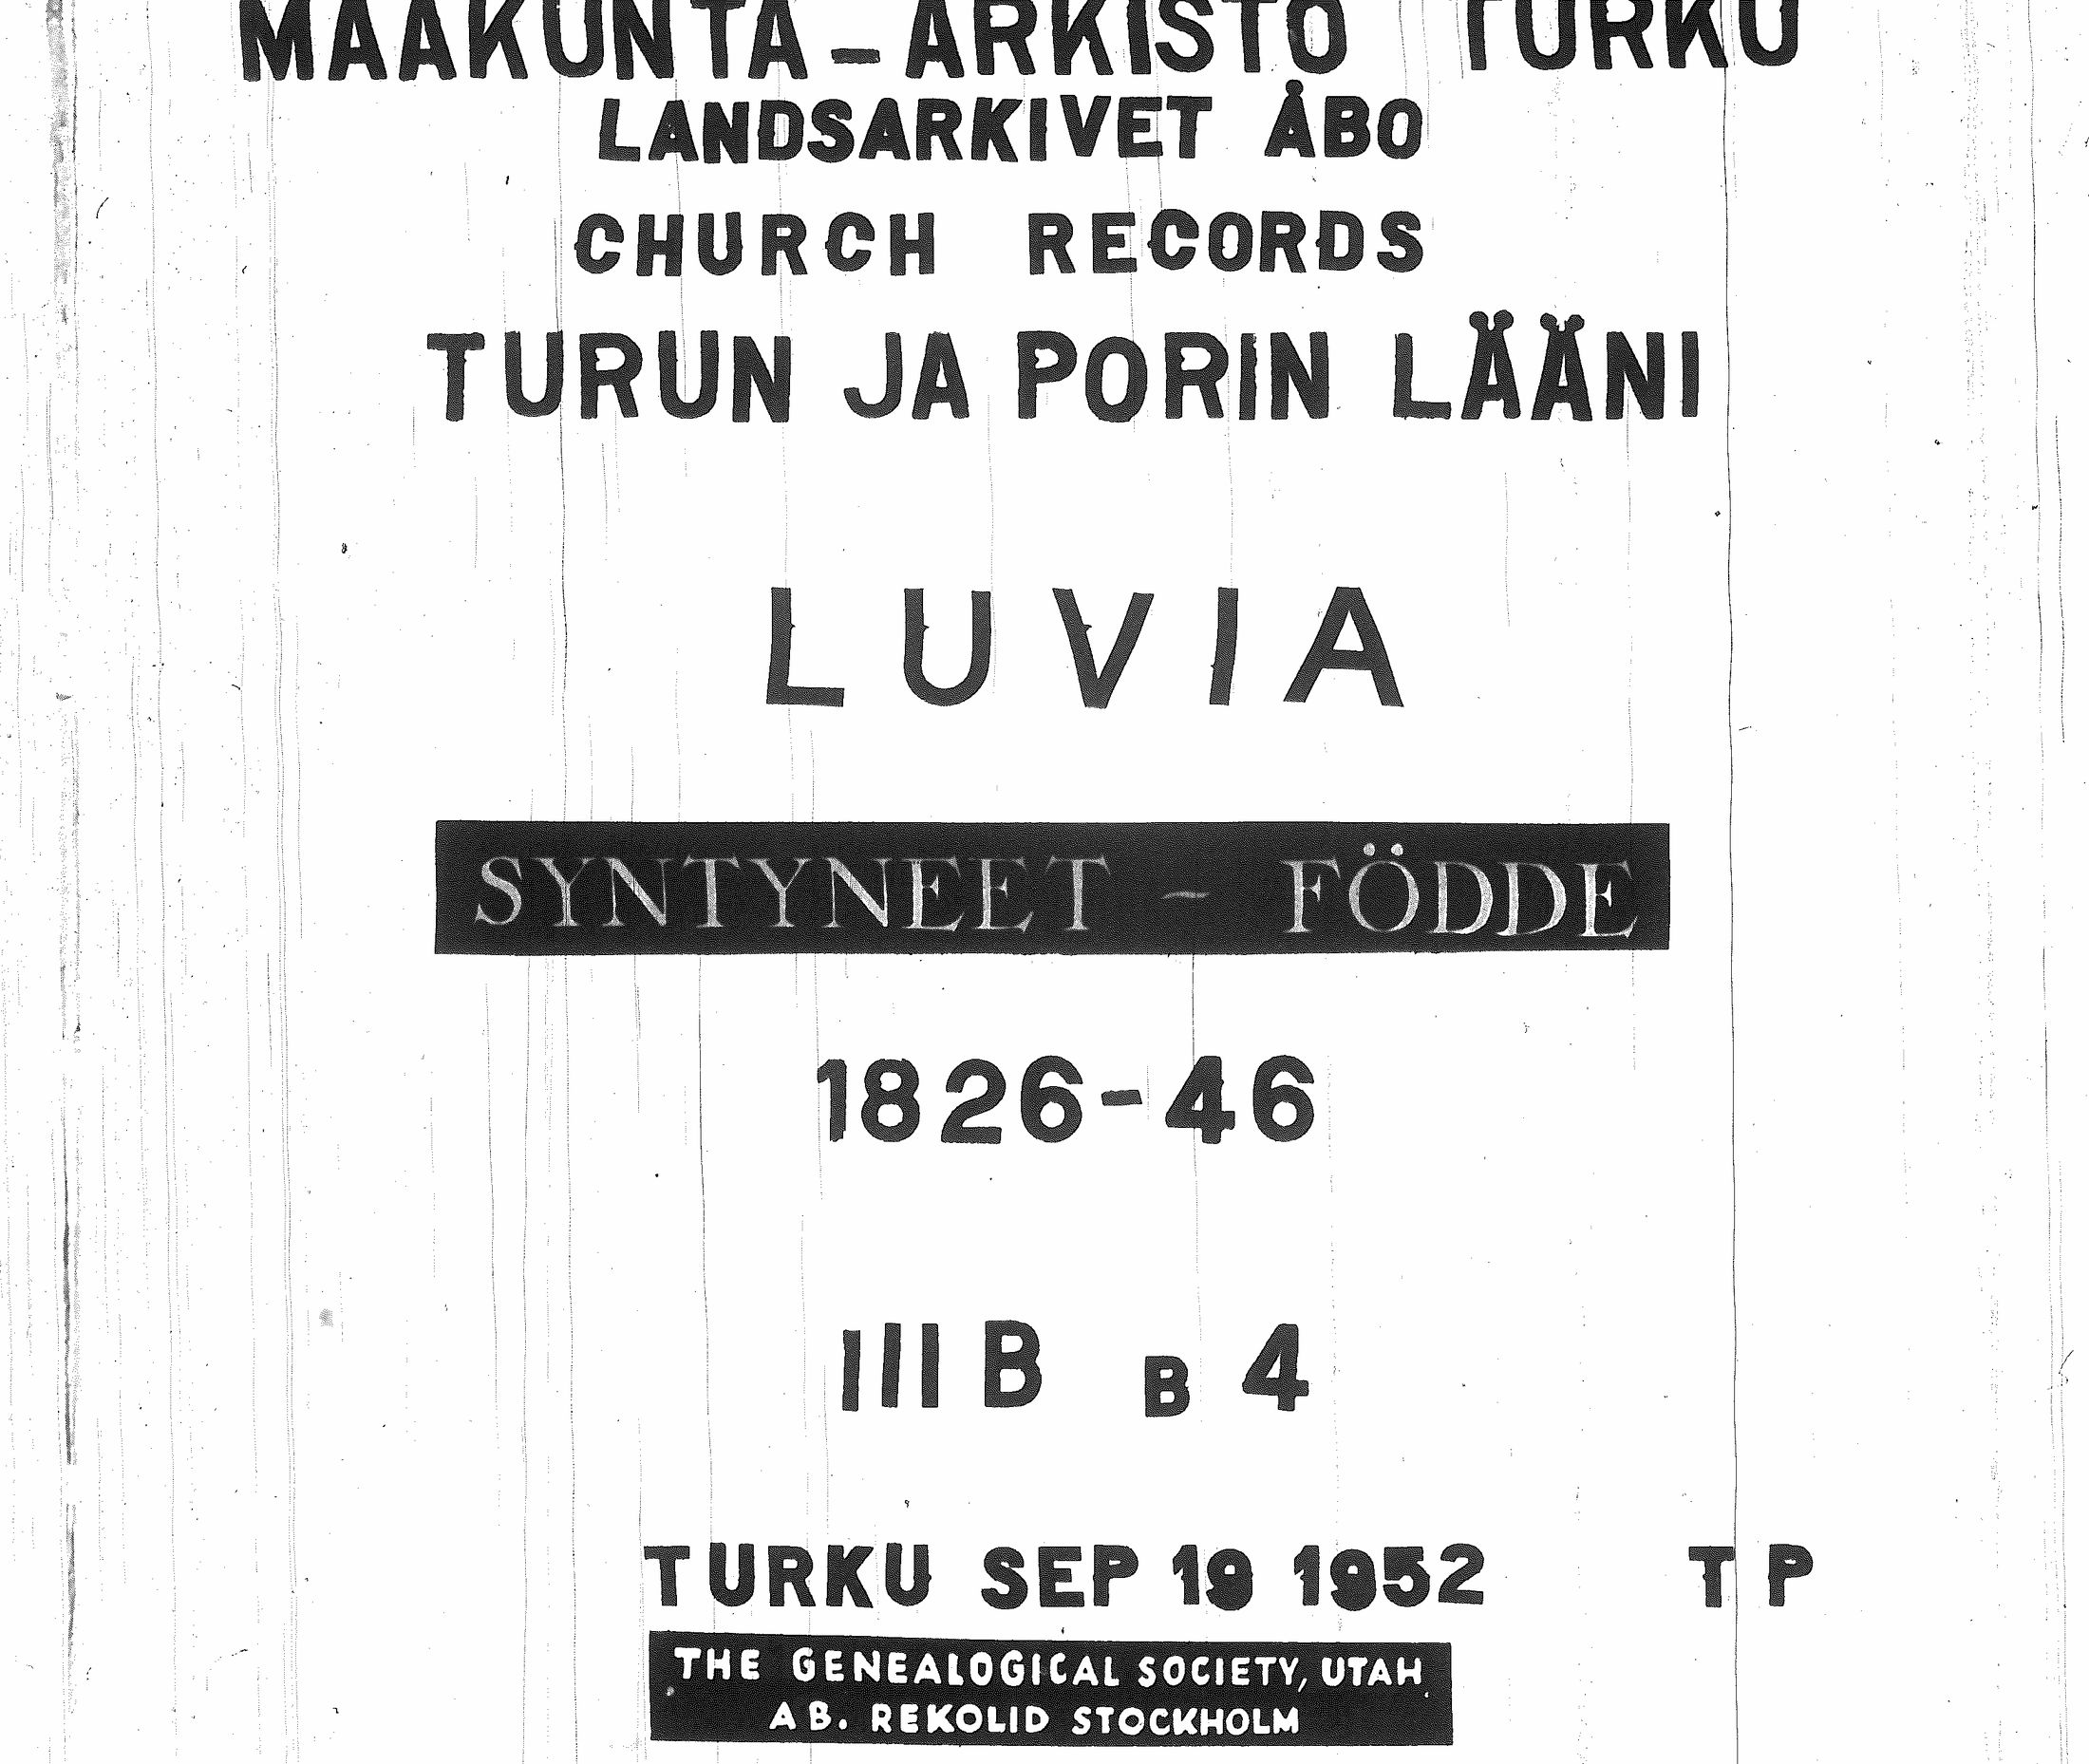 MAAKUNTA-ARKISTO TURKU
LANDSARKIVET ÅBO
CHURCH RECORDS
TURUN JA PORIN LÄÄNI
LUVIA
SYNTYNEET - FÖDDE
1826-46
III B B 4
TURKU SEP 19 1952 TP
THE GENEALOGICAL SOCIETY, UTAH
AB. REKOLID STOCKHOLM